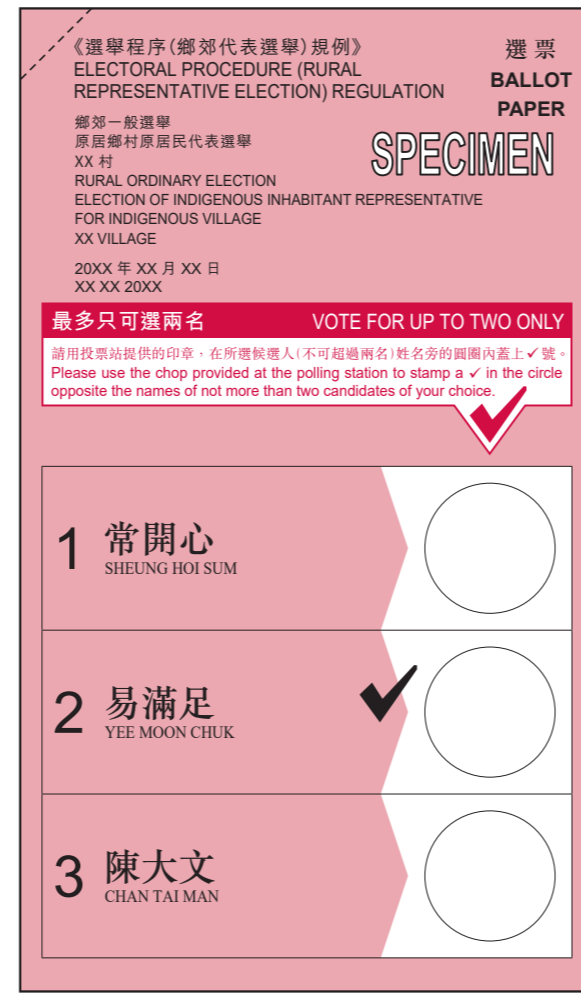 《選舉程序(鄉郊代表選舉)規例》
ELECTORAL PROCEDURE (RURAL
REPRESENTATIVE ELECTION) REGULATION
選票
BALLOT
PAPER
SPECIMEN
鄉郊一般選舉
原居鄉村原居民代表選舉
XX 村
RURAL ORDINARY ELECTION
ELECTION OF INDIGENOUS INHABITANT REPRESENTATIVE
FOR INDIGENOUS VILLAGE
XX VILLAGE
20XX 年 XX 月 XX 日
XX XX 20XX
最多只可選兩名 VOTE FOR UP TO TWO ONLY
請用投票站提供的印章，在所選候選人(不可超過兩名)姓名旁的圓圈內蓋上✓號。
Please use the chop provided at the polling station to stamp a ✓ in the circle
opposite the names of not more than two candidates of your choice.
1 常開心
SHEUNG HOI SUM
2 易滿足
YEE MOON CHUK
3 陳大文
CHAN TAI MAN